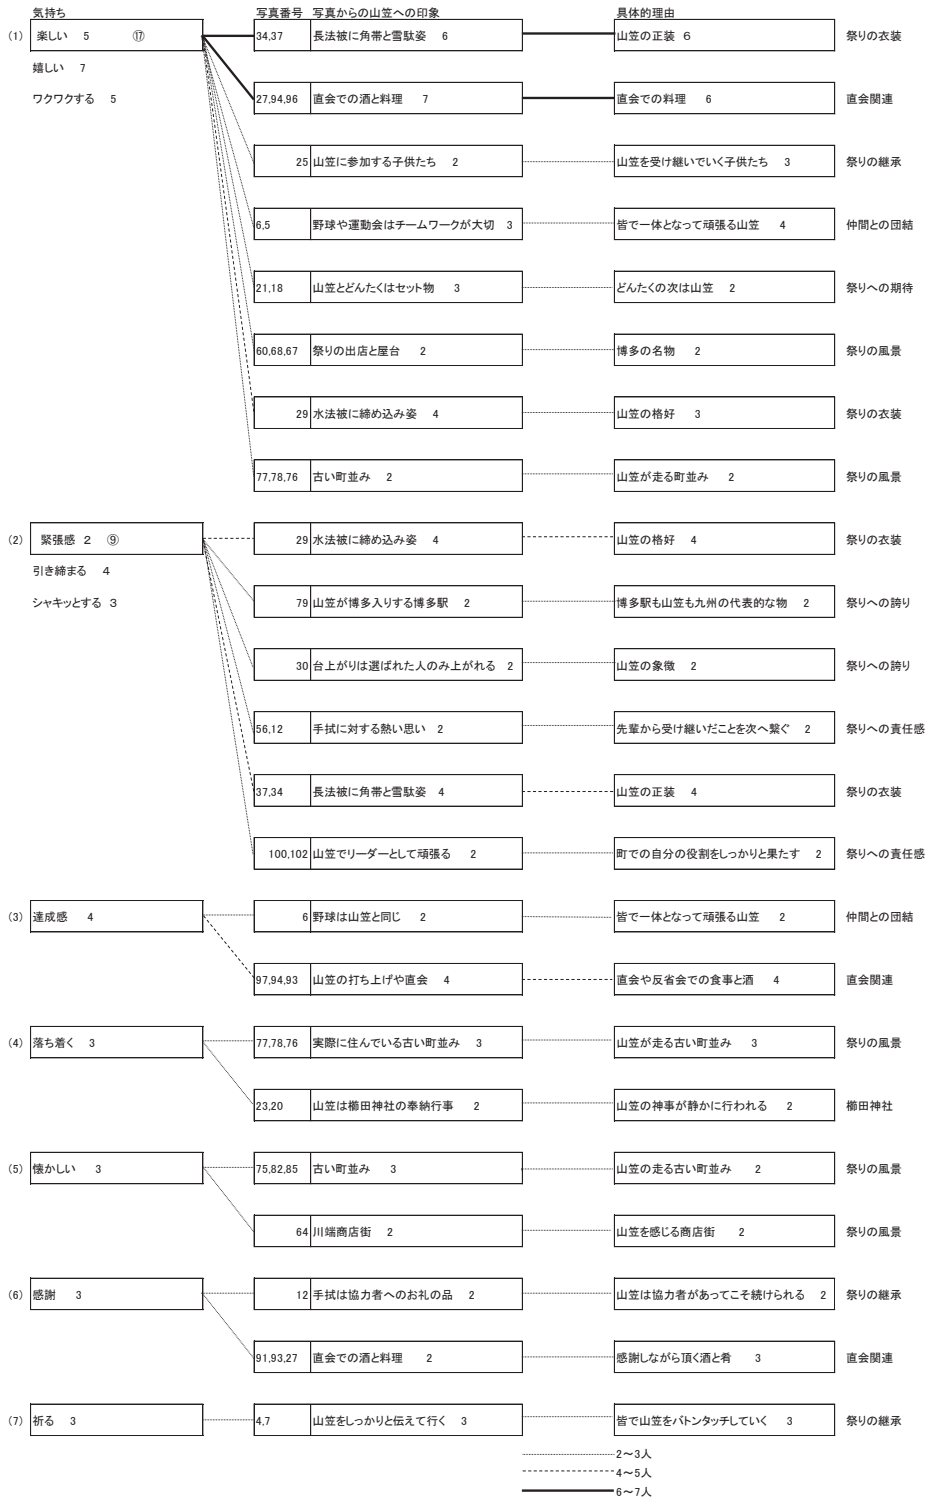 気持ち 写真番号 写真からの山笠への印象 具体的理由
(1) 楽しい 5 ⑰ 34,37 長法被に角帯と雪駄姿 6 山笠の正装 6 祭りの衣装
嬉しい 7
ワクワクする 5 27,94,96 直会での酒と料理 7 直会での料理 6 直会関連
25 山笠に参加する子供たち 2 山笠を受け継いでいく子供たち 3 祭りの継承
6,5 野球や運動会はチームワークが大切 3 皆で一体となって頑張る山笠 4 仲間との団結
21,18 山笠とどんたくはセット物 3 どんたくの次は山笠 2 祭りへの期待
60,68,67 祭りの出店と屋台 2 博多の名物 2 祭りの風景
29 水法被に締め込み姿 4 山笠の格好 3 祭りの衣装
77,78,76 古い町並み 2 山笠が走る町並み 2 祭りの風景
(2) 緊張感 2 ⑨ 29 水法被に締め込み姿 4 山笠の格好 4 祭りの衣装
引き締まる 4
シャキッとする 3 79 山笠が博多入りする博多駅 2 博多駅も山笠も九州の代表的な物 2 祭りへの誇り
30 台上がりは選ばれた人のみ上がれる 2 山笠の象徴 2 祭りへの誇り
56,12 手拭に対する熱い思い 2 先輩から受け継いだことを次へ繋ぐ 2 祭りへの責任感
37,34 長法被に角帯と雪駄姿 4 山笠の正装 4 祭りの衣装
100,102 山笠でリーダーとして頑張る 2 町での自分の役割をしっかりと果たす 2 祭りへの責任感
(3) 達成感 4 6 野球は山笠と同じ 2 皆で一体となって頑張る山笠 2 仲間との団結
97,94,93 山笠の打ち上げや直会 4 直会や反省会での食事と酒 4 直会関連
(4) 落ち着く 3 77,78,76 実際に住んでいる古い町並み 3 山笠が走る古い町並み 3 祭りの風景
23,20 山笠は櫛田神社の奉納行事 2 山笠の神事が静かに行われる 2 櫛田神社
(5) 懐かしい 3 75,82,85 古い町並み 3 山笠の走る古い町並み 2 祭りの風景
64 川端商店街 2 山笠を感じる商店街 2 祭りの風景
(6) 感謝 3 12 手拭は協力者へのお礼の品 2 山笠は協力者があってこそ続けられる 2 祭りの継承
91,93,27 直会での酒と料理 2 感謝しながら頂く酒と肴 3 直会関連
(7) 祈る 3 4,7 山笠をしっかりと伝えて行く 3 皆で山笠をバトンタッチしていく 3 祭りの継承
2～3人
4～5人
6～7人